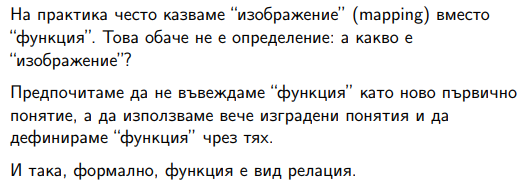 На практика често казваме “изображение” (mapping) вместо
“функция”. Това обаче не е определение: а какво е
“изображение”?
Предпочитаме да не въвеждаме “функция” като ново първично
понятие, а да използваме вече изградени понятия и да
дефинираме “функция” чрез тях.
И така, формално, функция е вид релация.